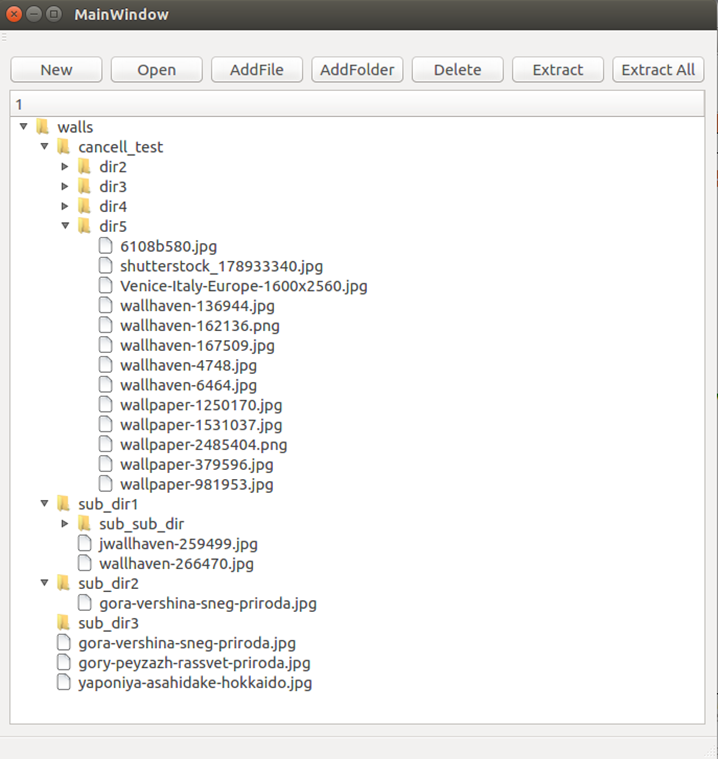 MainWindow
New Open AddFile AddFolder Delete Extract Extract All
1
walls
cancell_test
dir2
dir3
dir4
dir5
6108b580.jpg
shutterstock_178933340.jpg
Venice-Italy-Europe-1600x2560.jpg
wallhaven-136944.jpg
wallhaven-162136.png
wallhaven-167509.jpg
wallhaven-4748.jpg
wallhaven-6464.jpg
wallpaper-1250170.jpg
wallpaper-1531037.jpg
wallpaper-2485404.png
wallpaper-379596.jpg
wallpaper-981953.jpg
sub_dir1
sub_sub_dir
jwallhaven-259499.jpg
wallhaven-266470.jpg
sub_dir2
gora-vershina-sneg-priroda.jpg
sub_dir3
gora-vershina-sneg-priroda.jpg
gory-peyzazh-rassvet-priroda.jpg
yaponiya-asahidake-hokkaido.jpg